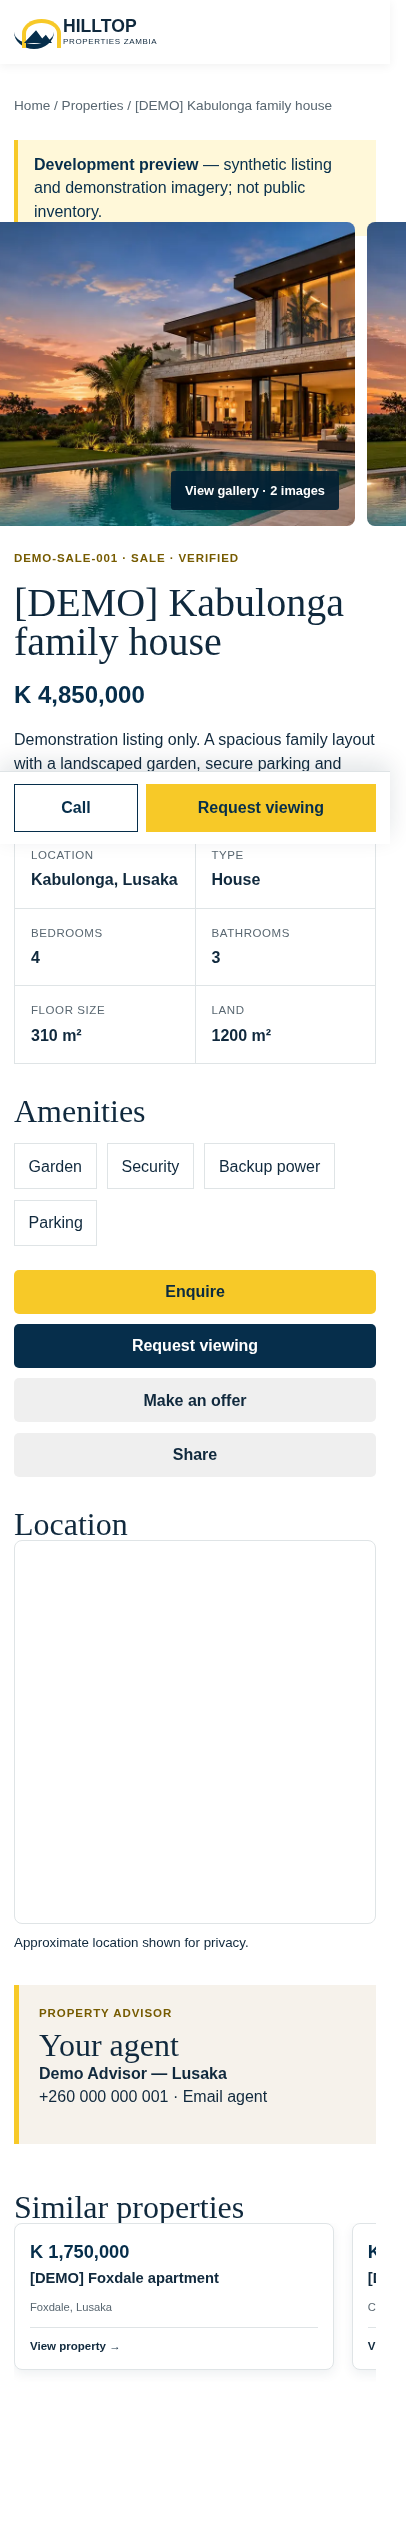 HILLTOP
PROPERTIES ZAMBIA
Home / Properties / [DEMO] Kabulonga family house
Development preview — synthetic listing
and demonstration imagery; not public
inventory.
View gallery · 2 images
DEMO-SALE-001 · SALE · VERIFIED
[DEMO] Kabulonga
family house
K 4,850,000
Demonstration listing only. A spacious family layout
with a landscaped garden, secure parking and
Call
Request viewing
LOCATION
Kabulonga, Lusaka
TYPE
House
BEDROOMS
4
BATHROOMS
3
FLOOR SIZE
310 m²
LAND
1200 m²
Amenities
Garden
Security
Backup power
Parking
Enquire
Request viewing
Make an offer
Share
Location
Approximate location shown for privacy.
PROPERTY ADVISOR
Your agent
Demo Advisor — Lusaka
+260 000 000 001 · Email agent
Similar properties
K 1,750,000
[DEMO] Foxdale apartment
Foxdale, Lusaka
View property →